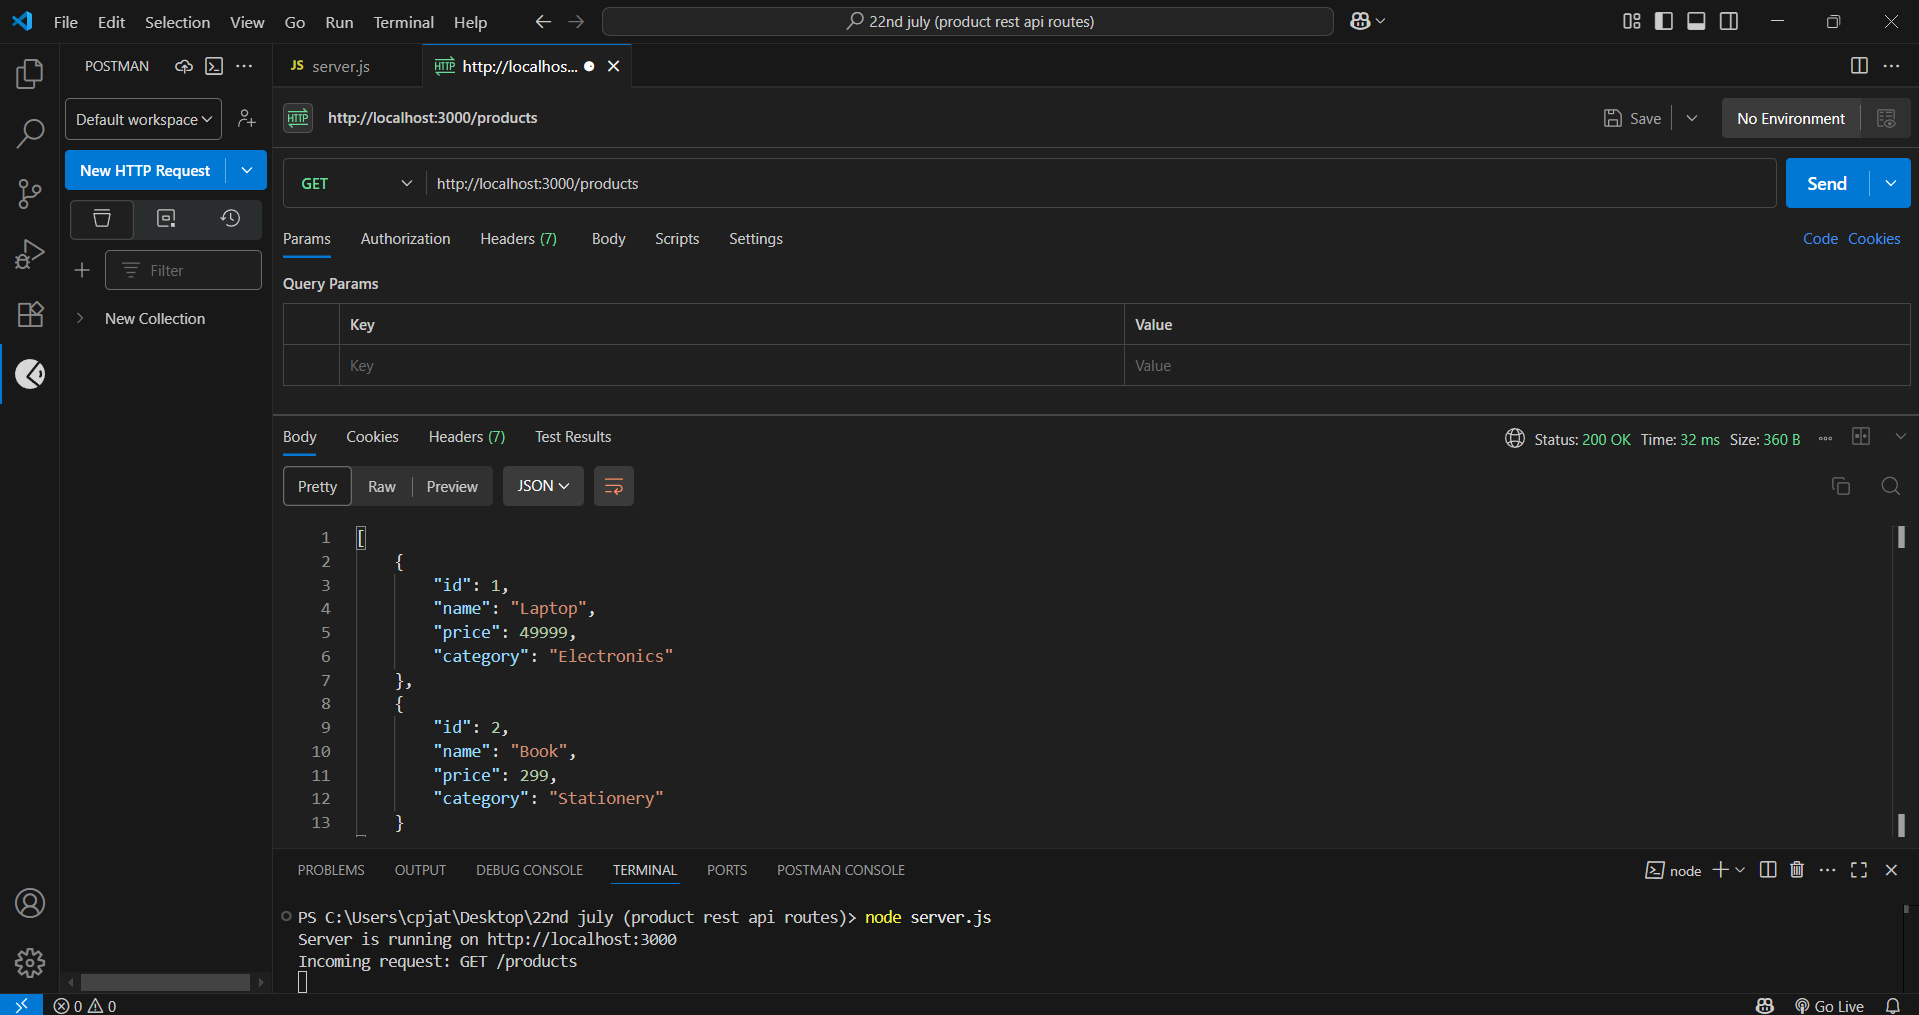 File Edit Selection View Go Run Terminal Help 22nd july (product rest api routes)
POSTMAN
JS server.js
HTTP http://localhos...
Default workspace
HTTP http://localhost:3000/products
Save
No Environment
New HTTP Request
GET http://localhost:3000/products
Send
Params Authorization Headers (7) Body Scripts Settings
Code Cookies
Filter
Query Params
New Collection
Key Value
Key Value
Body Cookies Headers (7) Test Results
Status: 200 OK Time: 32 ms Size: 360 B
Pretty Raw Preview JSON
1 [
2 {
3 "id": 1,
4 "name": "Laptop",
5 "price": 49999,
6 "category": "Electronics"
7 },
8 {
9 "id": 2,
10 "name": "Book",
11 "price": 299,
12 "category": "Stationery"
13 }
PROBLEMS OUTPUT DEBUG CONSOLE TERMINAL PORTS POSTMAN CONSOLE
node
PS C:\Users\cpjat\Desktop\22nd july (product rest api routes)> node server.js
Server is running on http://localhost:3000
Incoming request: GET /products
0 0
Go Live